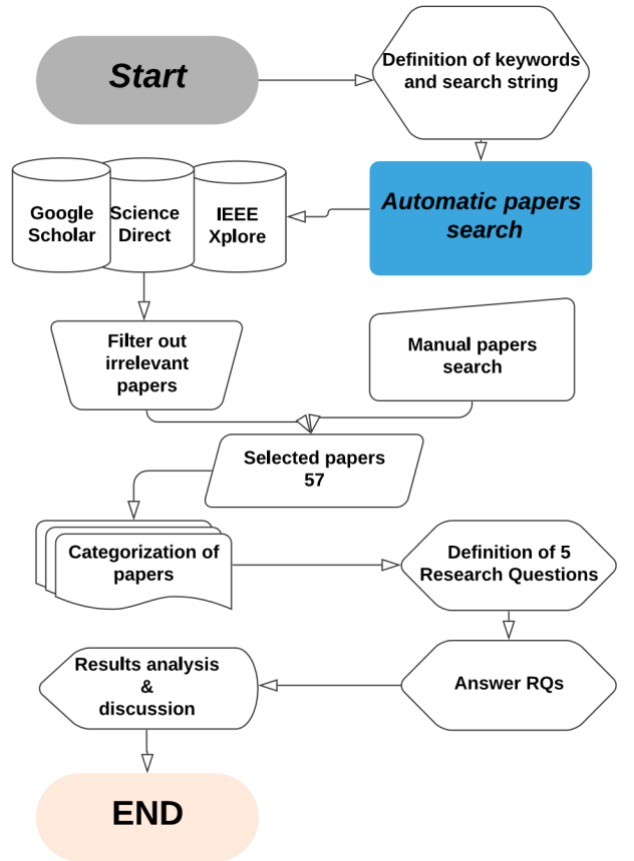 Start
Definition of keywords
and search string
Automatic papers
search
Google
Scholar
Science
Direct
IEEE
Xplore
Filter out
irrelevant
papers
Manual papers
search
Selected papers
57
Categorization of
papers
Definition of 5
Research Questions
Answer RQs
Results analysis
&
discussion
END